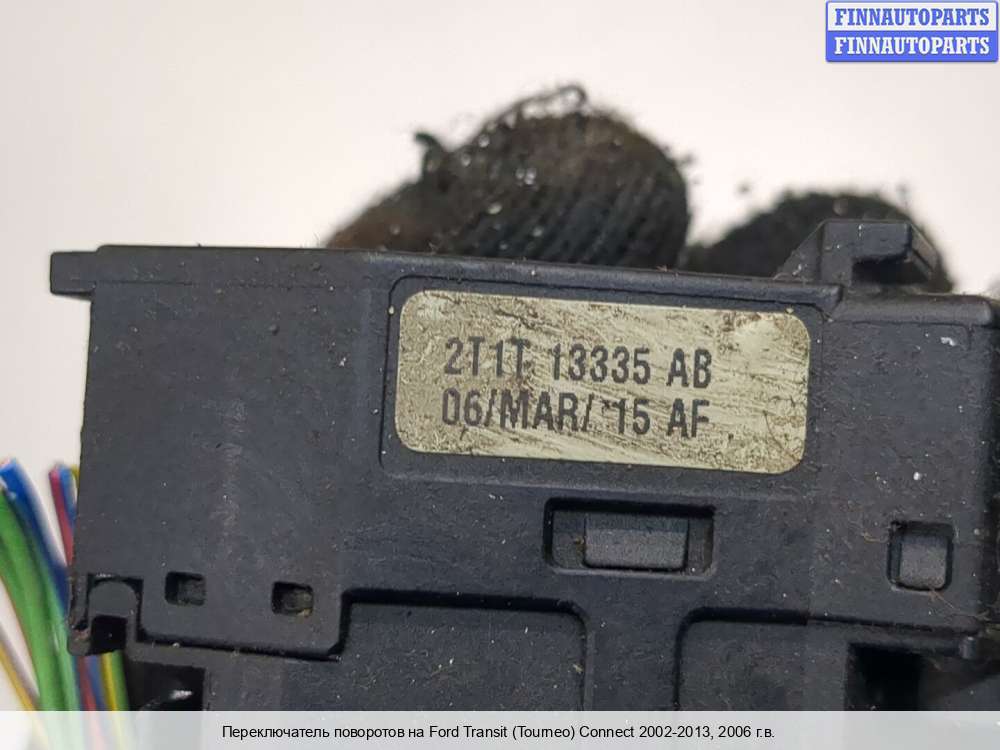 FINNAUTOPARTS
FINNAUTOPARTS
2T1T 13335 AB
06/MAR/ 15 AF
Переключатель поворотов на Ford Transit (Tourneo) Connect 2002-2013, 2006 г.в.